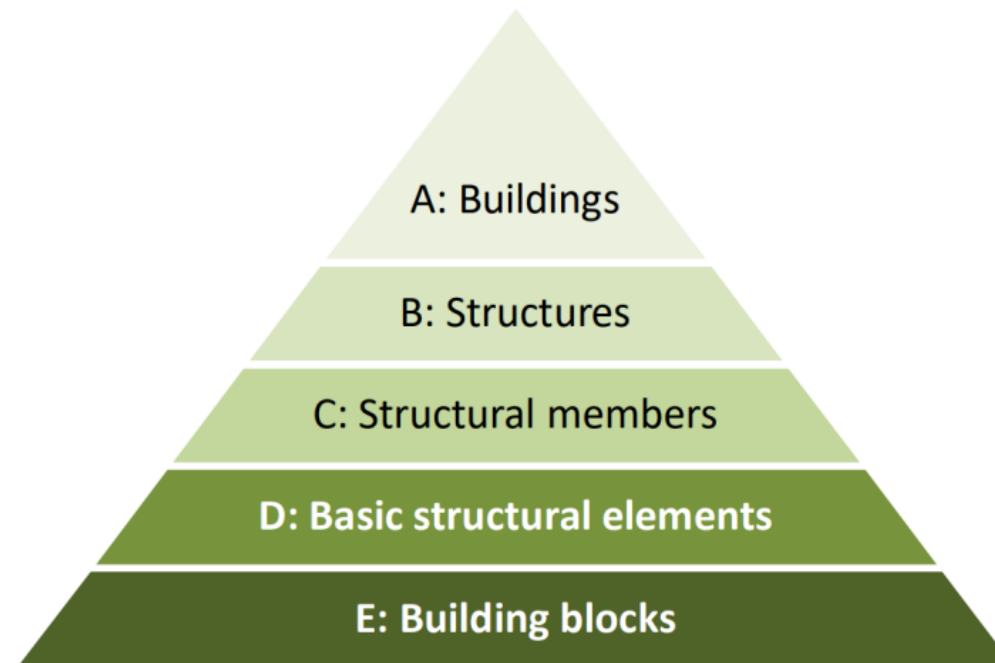 A: Buildings
B: Structures
C: Structural members
D: Basic structural elements
E: Building blocks